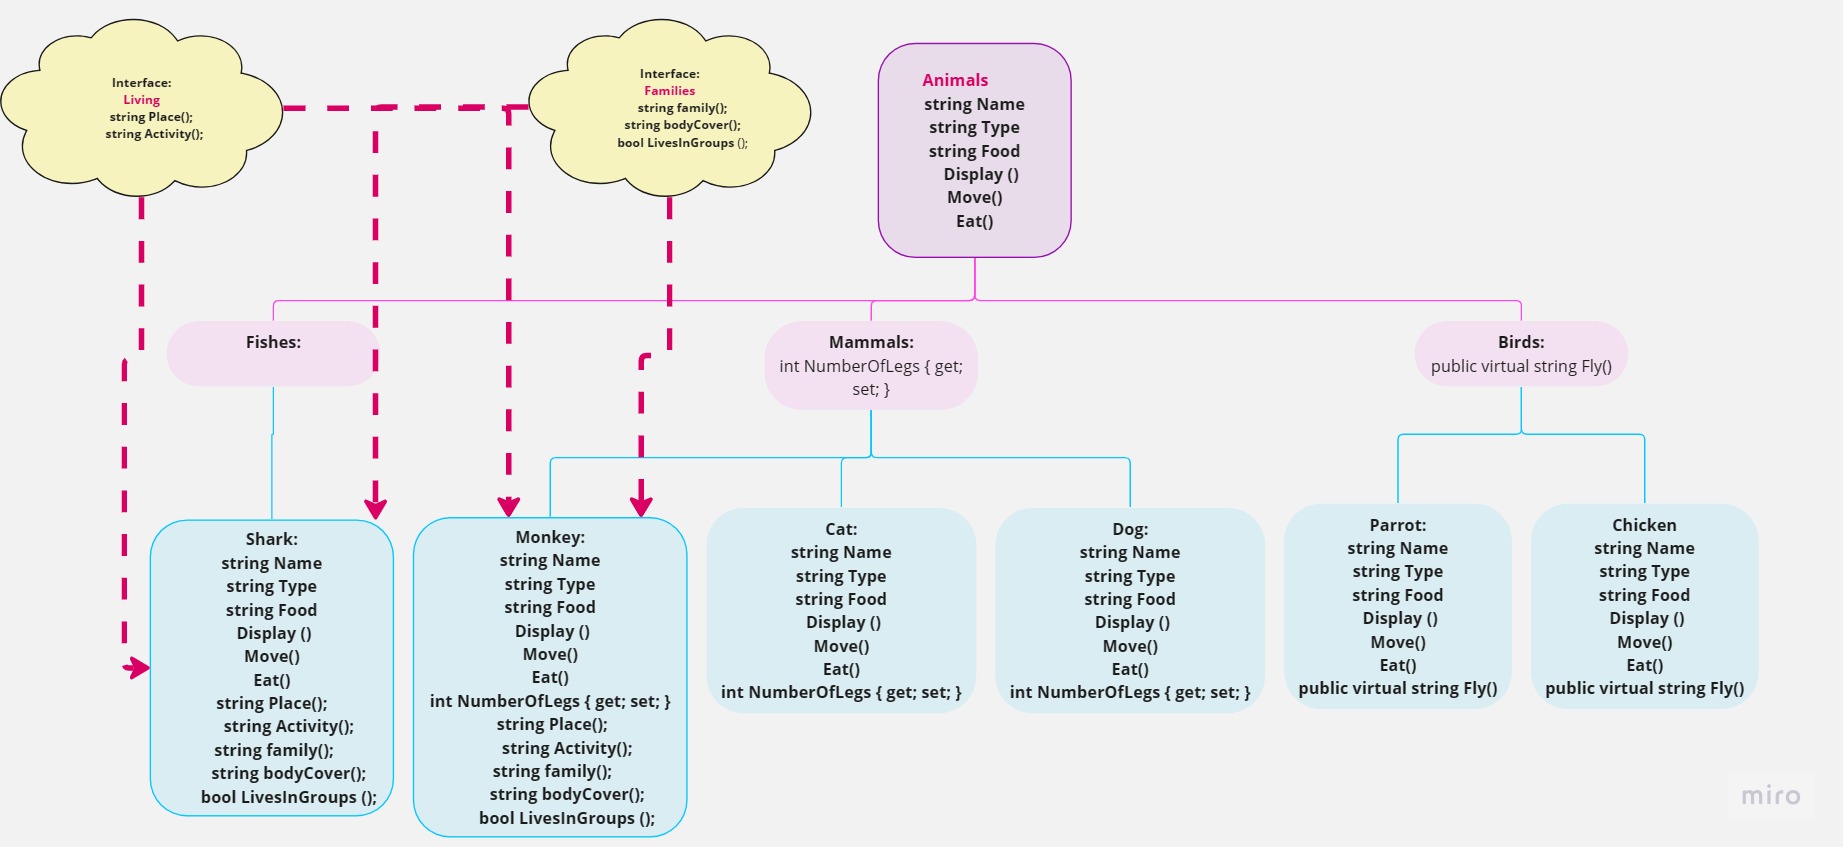 Interface:
Living
string Place();
string Activity();
Interface:
Families
string family();
string bodyCover();
bool LivesInGroups ();
Animals
string Name
string Type
string Food
Display ()
Move()
Eat()
Fishes:
Mammals:
int NumberOfLegs { get;
set; }
Birds:
public virtual string Fly()
Shark:
string Name
string Type
string Food
Display ()
Move()
Eat()
string Place();
string Activity();
string family();
string bodyCover();
bool LivesInGroups ();
Monkey:
string Name
string Type
string Food
Display ()
Move()
Eat()
int NumberOfLegs { get; set; }
string Place();
string Activity();
string family();
string bodyCover();
bool LivesInGroups ();
Cat:
string Name
string Type
string Food
Display ()
Move()
Eat()
int NumberOfLegs { get; set; }
Dog:
string Name
string Type
string Food
Display ()
Move()
Eat()
int NumberOfLegs { get; set; }
Parrot:
string Name
string Type
string Food
Display ()
Move()
Eat()
public virtual string Fly()
Chicken
string Name
string Type
string Food
Display ()
Move()
Eat()
public virtual string Fly()
miro